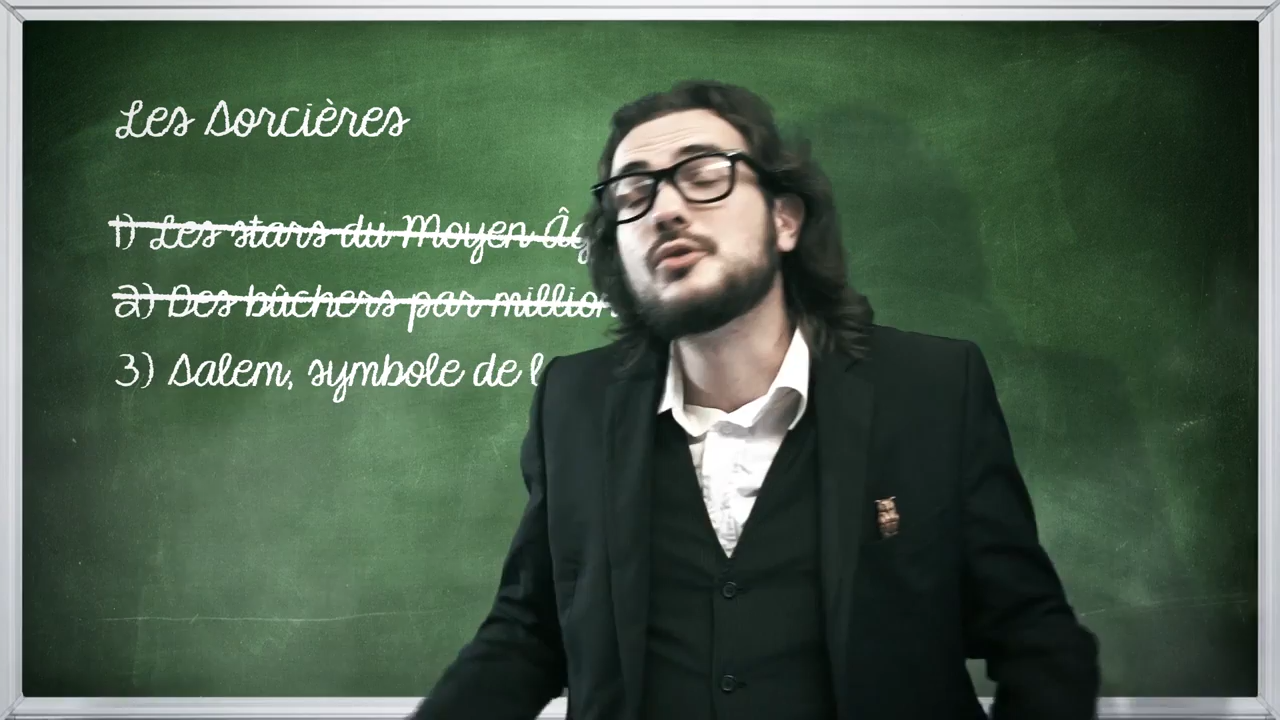 Les Sorcières
1) Les stars du Moyen
2) Des bûchers par
3) Salem, symbole de